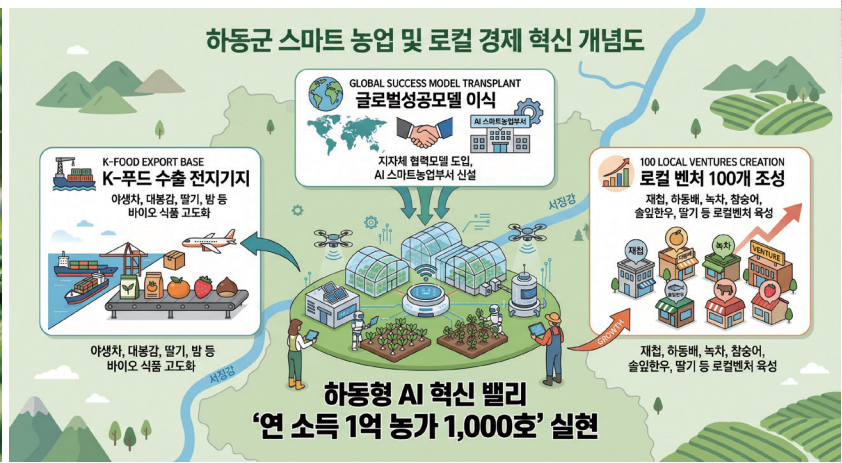 하동군 스마트 농업 및 로컬 경제 혁신 개념도
GLOBAL SUCCESS MODEL TRANSPLANT
글로벌성공모델 이식
AI 스마트농업부서
지자체 협력모델 도입,
AI 스마트농업부서 신설
K-FOOD EXPORT BASE
K-푸드 수출 전지기지
야생차, 대봉감, 딸기, 밤 등
바이오 식품 고도화
야생차, 대봉감, 딸기, 밤 등
바이오 식품 고도화
100 LOCAL VENTURES CREATION
로컬 벤처 100개 조성
재첩, 하동배, 녹차, 참숭어,
솔잎한우, 딸기 등 로컬벤처 육성
재첩
녹차
VENTURE
재첩, 하동배, 녹차, 참숭어,
솔잎한우, 딸기 등 로컬벤처 육성
서징강
서징강
GROWTH
하동형 AI 혁신 밸리
‘연 소득 1억 농가 1,000호’ 실현